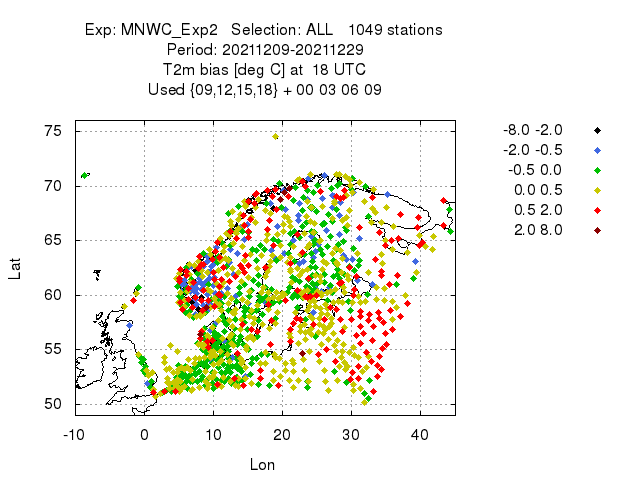 Exp: MNWC_Exp2 Selection: ALL 1049 stations
Period: 20211209-20211229
T2m bias [deg C] at 18 UTC
Used {09,12,15,18} + 00 03 06 09
75
70
65
60
55
50
-10 0 10 20 30 40
Lat
Lon
-8.0 -2.0
-2.0 -0.5
-0.5 0.0
0.0 0.5
0.5 2.0
2.0 8.0